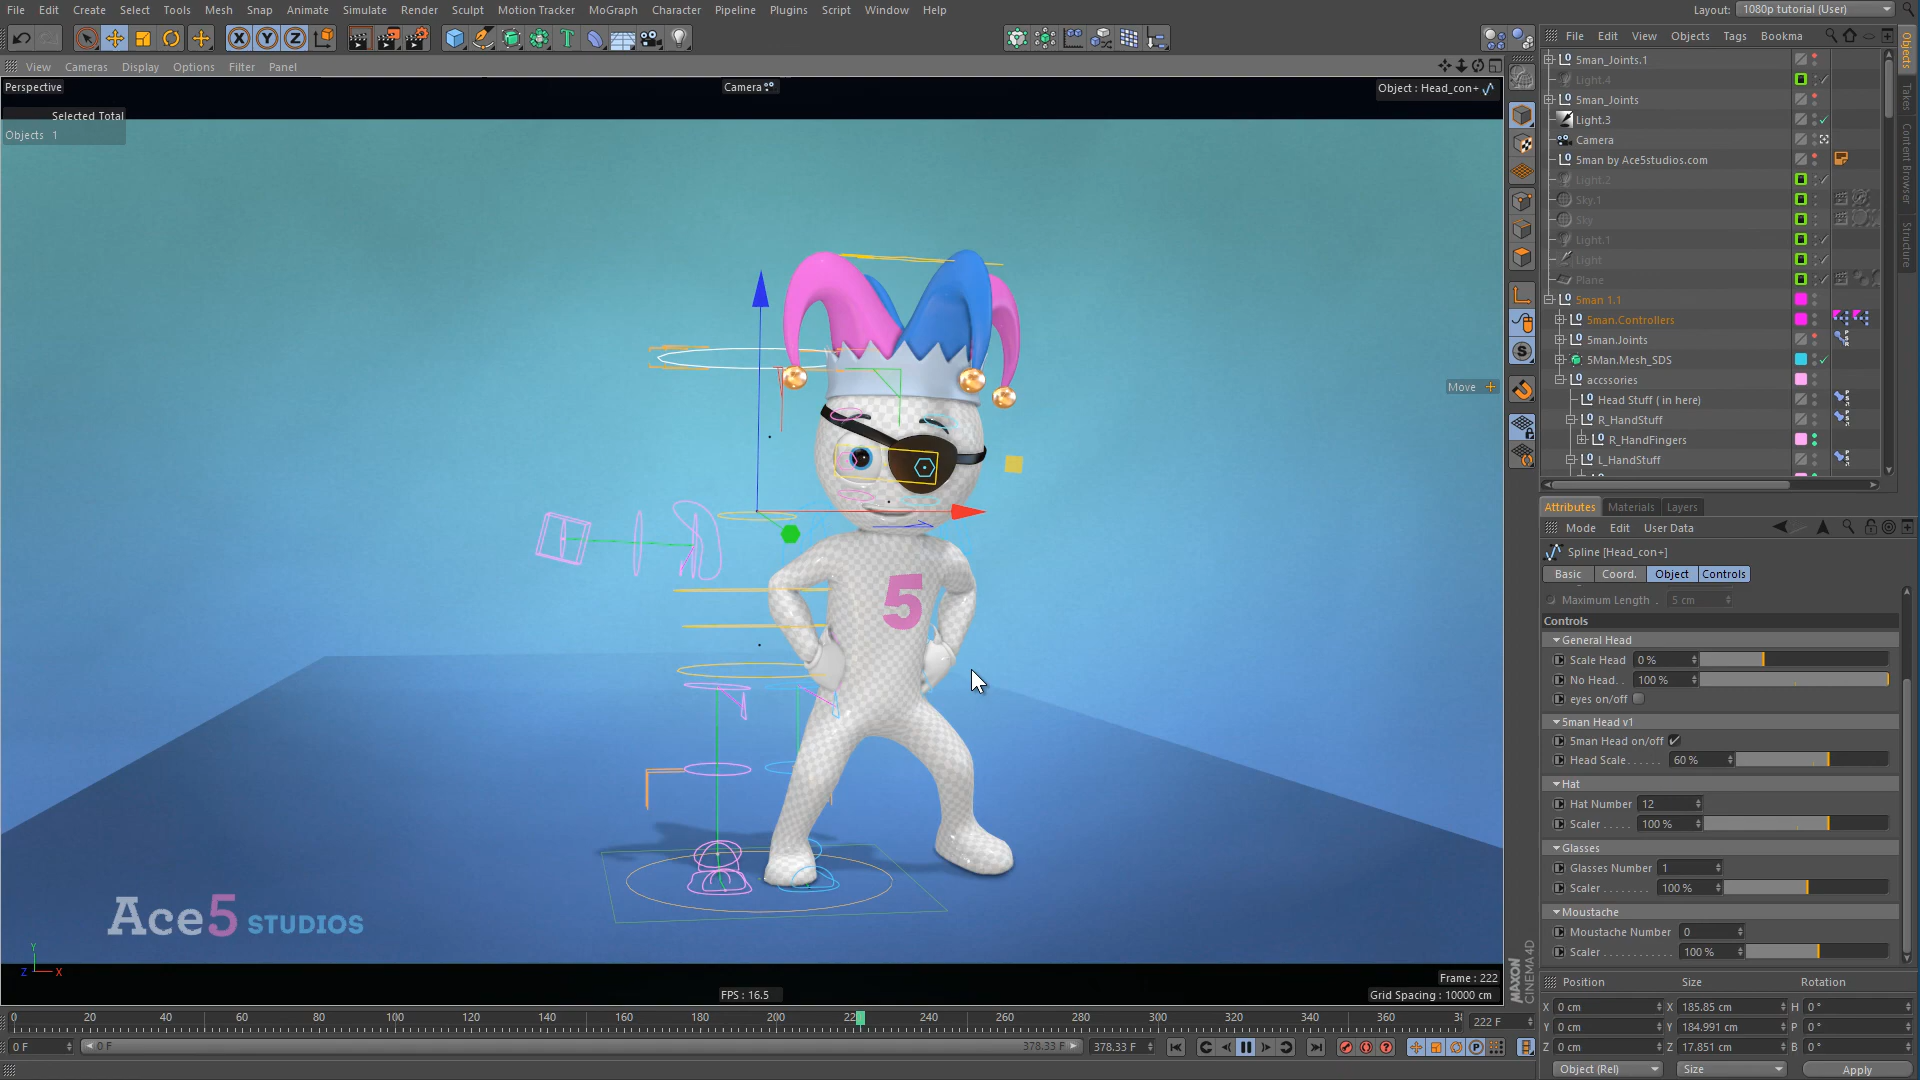 File Edit Create Select Tools Mesh Snap Animate Simulate Render Sculpt Motion Tracker MoGraph Character Pipeline Plugins Script Window Help
Layout: 1080p tutorial (User)
File Edit View Objects Tags Bookma
View Cameras Display Options Filter Panel
Perspective
Camera
Object : Head_con+
Selected Total
Objects 1
Move
5
Ace5 STUDIOS
Y
Z X
FPS : 16.5
Frame : 222
Grid Spacing : 10000 cm
MAXON
CINEMA 4D
5man_Joints.1
Light.4
5man_Joints
Light.3
Camera
5man by Ace5studios.com
Light.2
Sky.1
Sky
Light.1
Light
Plane
5man 1.1
5man.Controllers
5man.Joints
5Man.Mesh_SDS
accssories
Head Stuff ( in here)
R_HandStuff
R_HandFingers
L_HandStuff
Objects
Takes
Content Browser
Structure
Attributes Materials Layers
Mode Edit User Data
Spline [Head_con+]
Basic Coord. Object Controls
Maximum Length . 5 cm
Controls
General Head
Scale Head 0 %
No Head. . 100 %
eyes on/off
5man Head v1
5man Head on/off
Head Scale. . . . . . 60 %
Hat
Hat Number 12
Scaler . . . . . 100 %
Glasses
Glasses Number 1
Scaler . . . . . . . . 100 %
Moustache
Moustache Number 0
Scaler . . . . . . . . . . . . 100 %
Position Size Rotation
X 0 cm X 185.85 cm H 0 °
Y 0 cm Y 184.991 cm P 0 °
Z 0 cm Z 17.851 cm B 0 °
Object (Rel) Size Apply
0 20 40 60 80 100 120 140 160 180 200 22 240 260 280 300 320 340 360 3 222 F
0 F 0 F 378.33 F 378.33 F